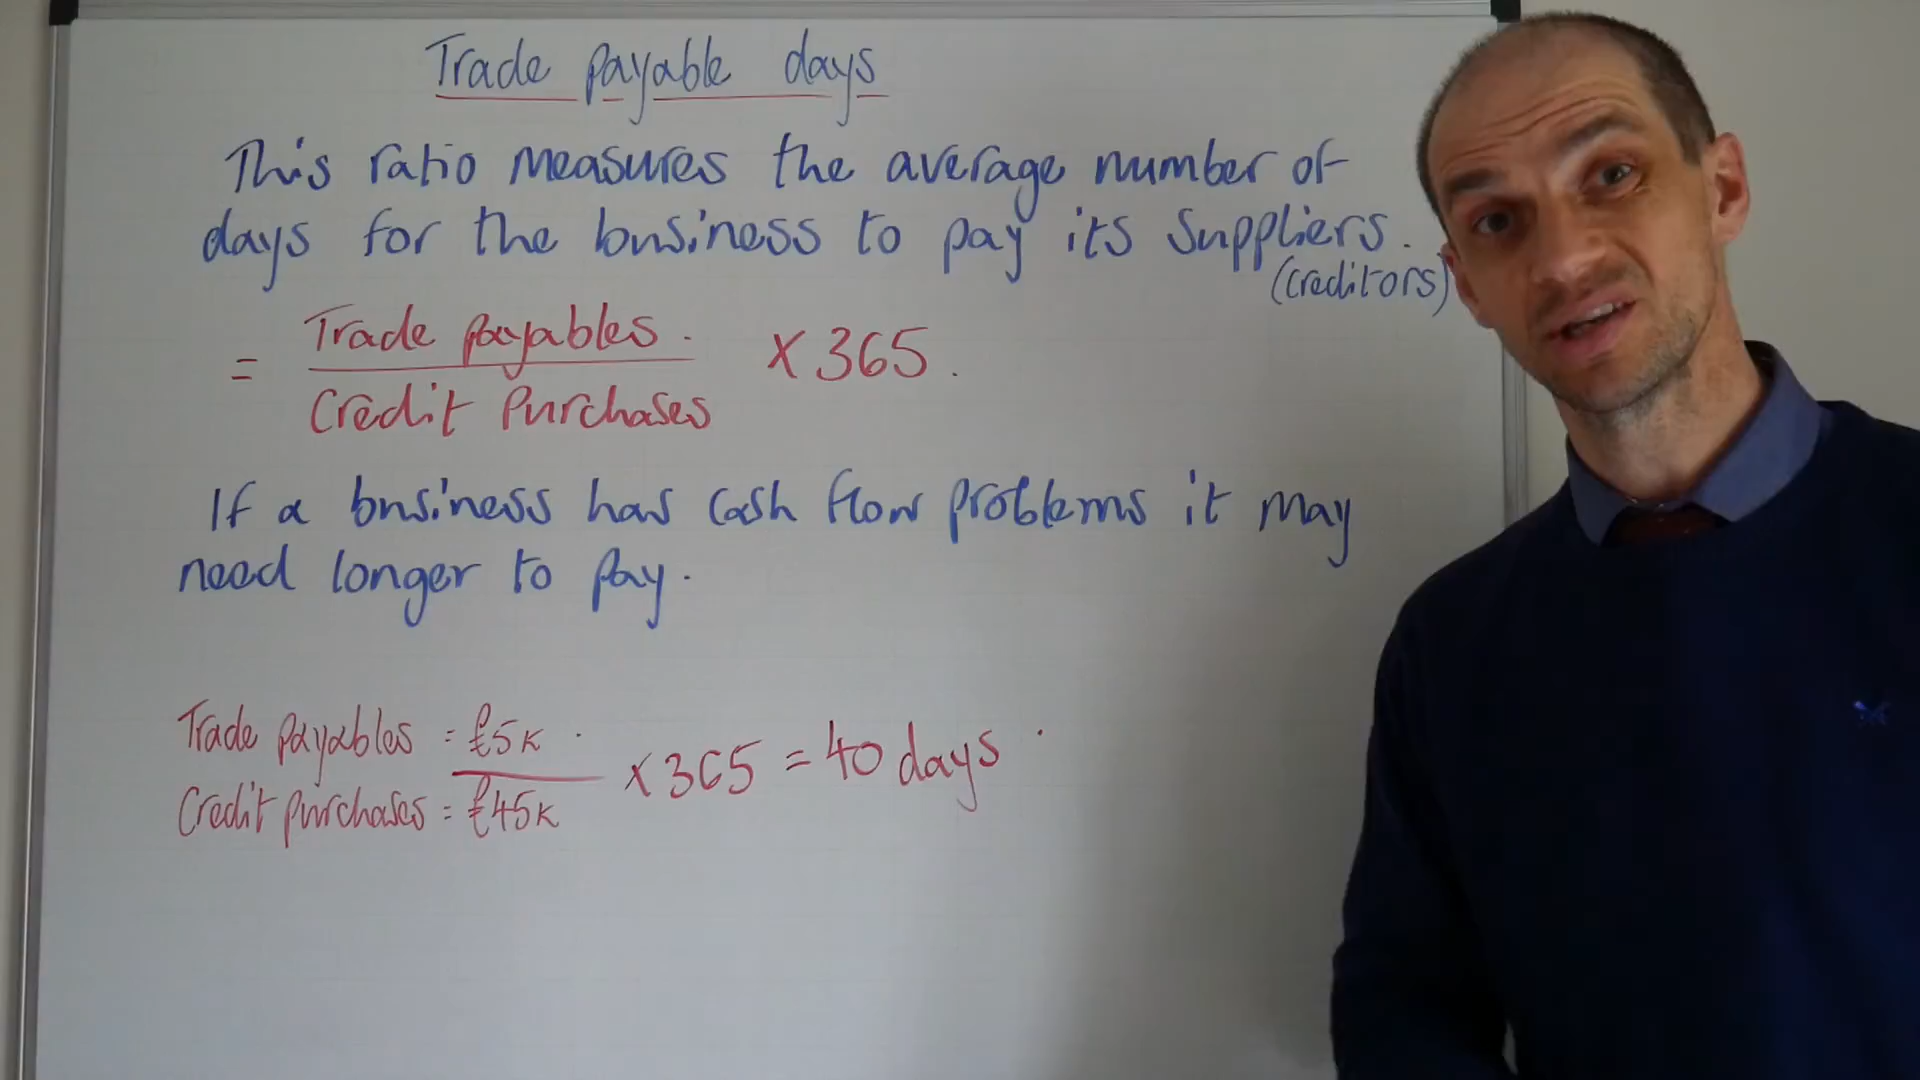 Trade payable days
This ratio measures the average number of
days for the business to pay its suppliers.
(creditors)
= Trade payables. x 365.
Credit Purchases
If a business has cash flow problems it may
need longer to pay.
Trade payables = £5K
Credit purchases = £45K
x 365 = 40 days